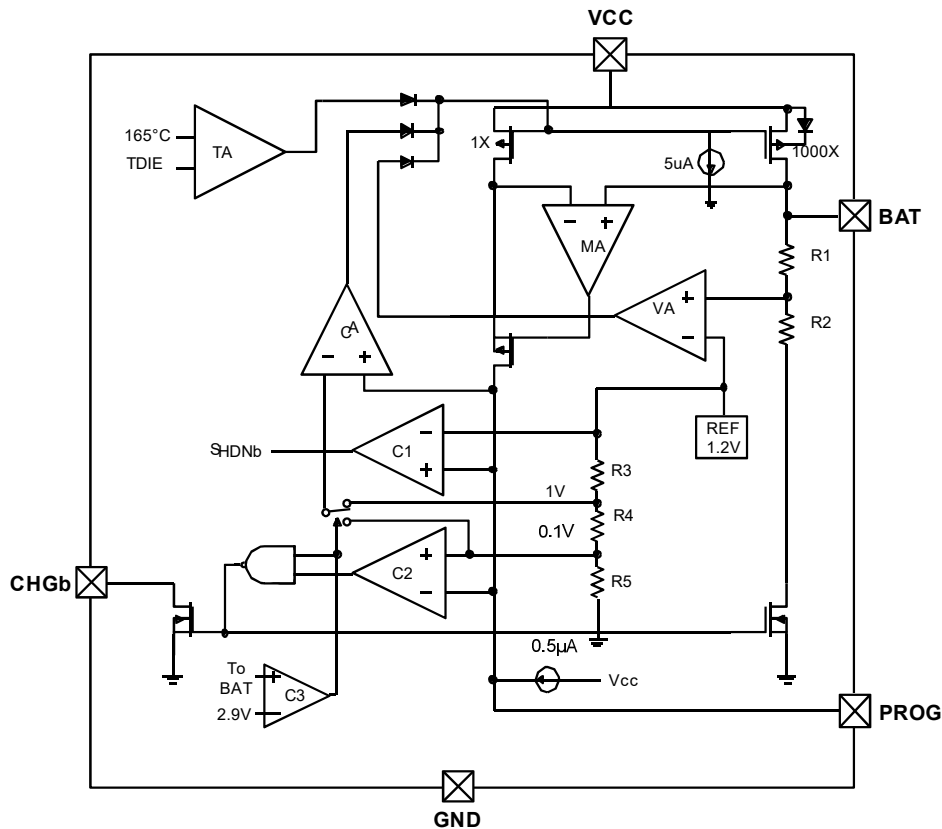 VCC
165°C
TDIE
TA
1X
5uA
1000X
BAT
− +
MA
R1
VA
+
−
R2
CA
− +
REF
1.2V
SHDNb
C1
−
+
R3
1V
R4
0.1V
C2
+
−
R5
CHGb
0.5µA
To
BAT
+
C3
2.9V
−
Vcc
PROG
GND